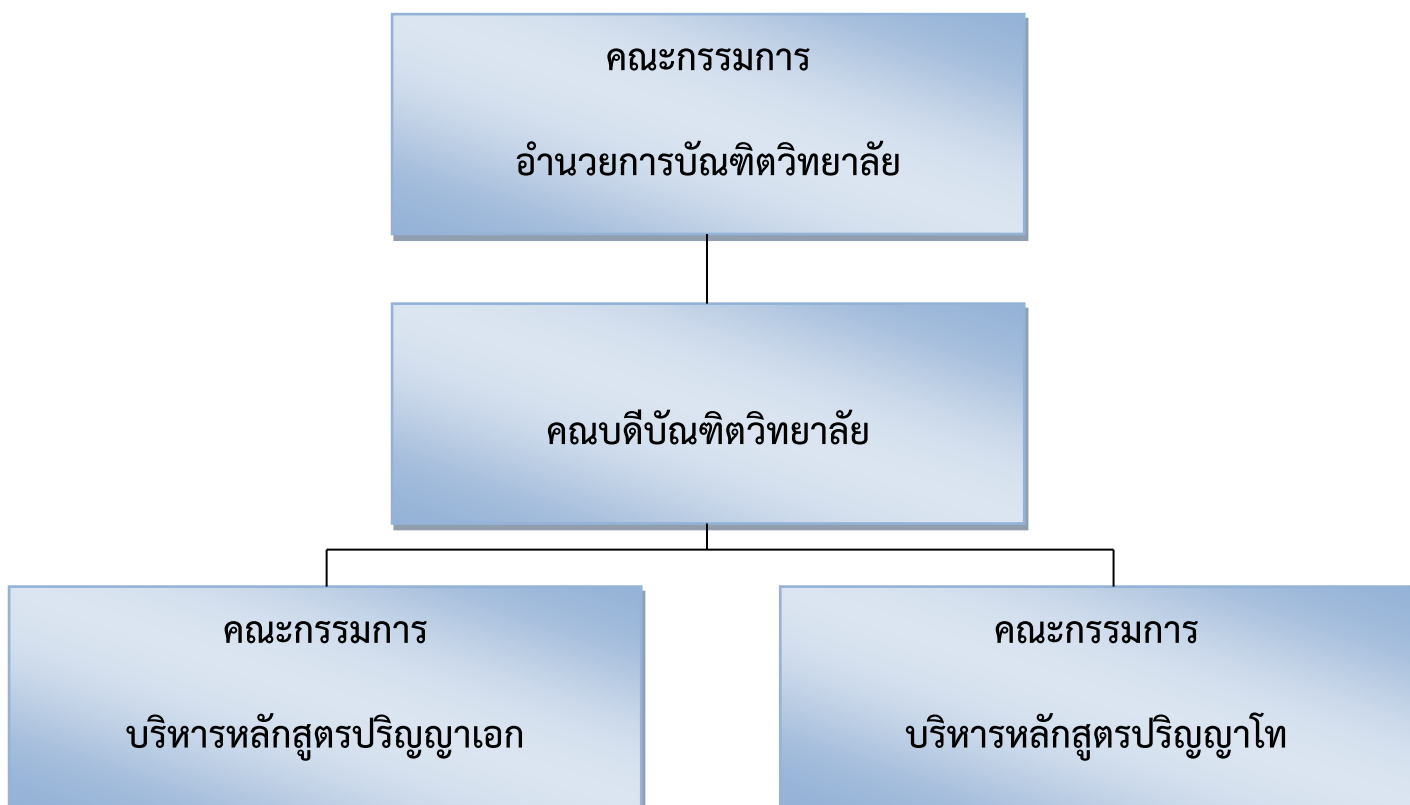 คณะกรรมการ
อำนวยการบัณฑิตวิทยาลัย
คณบดีบัณฑิตวิทยาลัย
คณะกรรมการ
บริหารหลักสูตรปริญญาเอก
คณะกรรมการ
บริหารหลักสูตรปริญญาโท